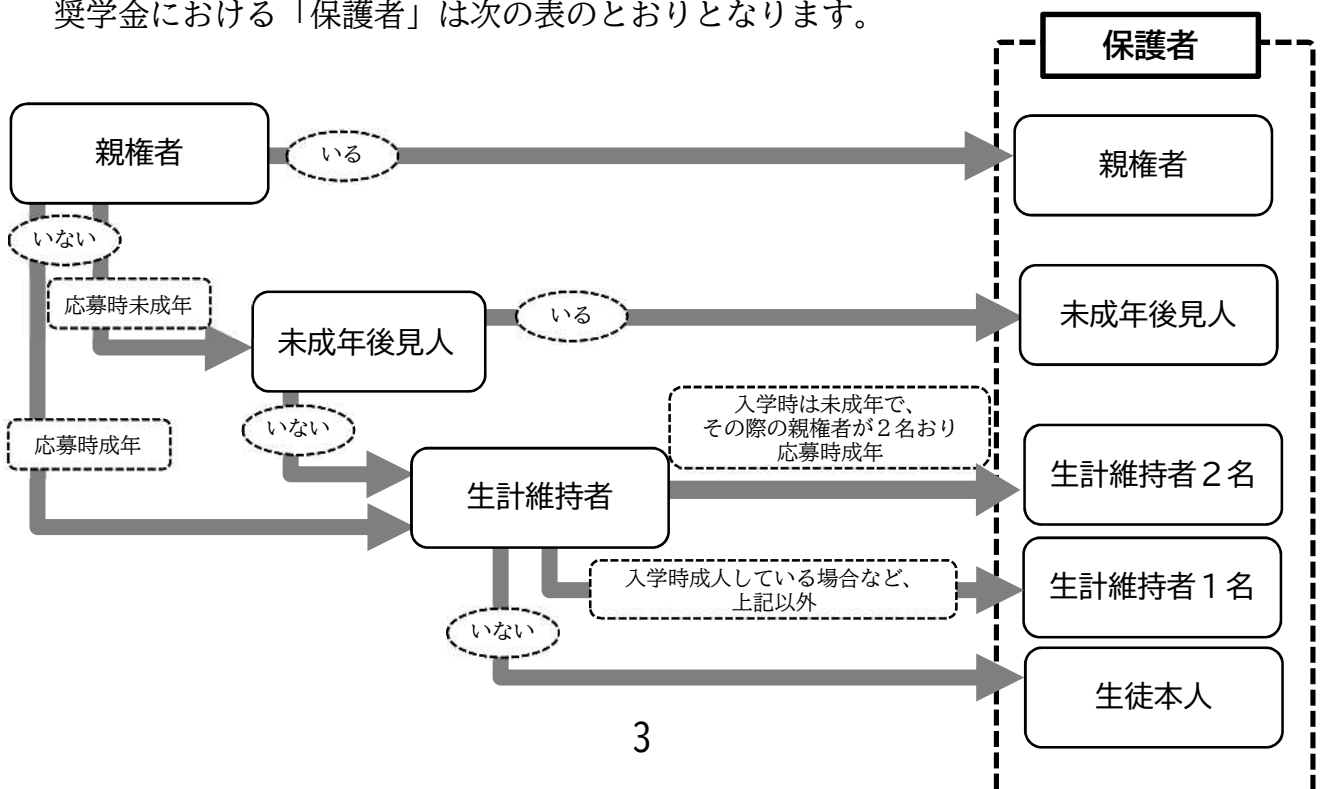 奨学金における「保護者」は次の表のとおりとなります。
保護者
親権者
いる
親権者
いない
応募時未成年
未成年後見人
いる
未成年後見人
いない
応募時成年
入学時は未成年で、
その際の親権者が２名おり
応募時成年
生計維持者
生計維持者２名
入学時成人している場合など、
上記以外
生計維持者１名
いない
生徒本人
3